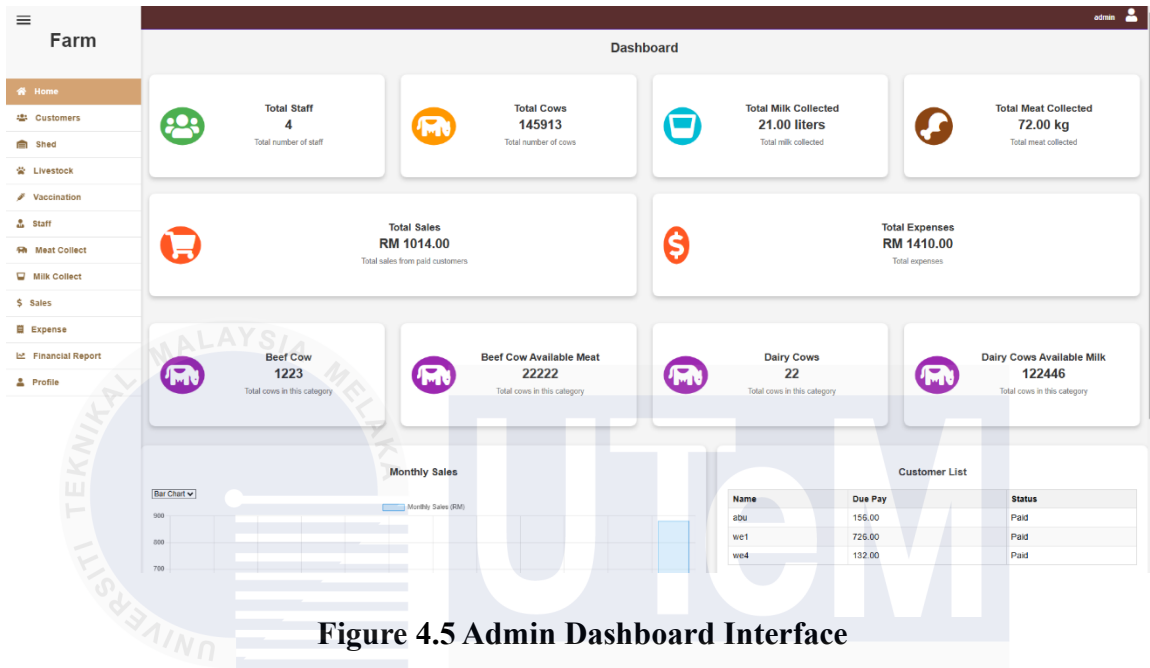 admin
Farm
Dashboard
Home
Customers
Shed
Livestock
Vaccination
Staff
Meat Collect
Milk Collect
$ Sales
Expense
Financial Report
Profile
Total Staff
4
Total number of staff
Total Cows
145913
Total number of cows
Total Milk Collected
21.00 liters
Total milk collected
Total Meat Collected
72.00 kg
Total meat collected
Total Sales
RM 1014.00
Total sales from paid customers
$
Total Expenses
RM 1410.00
Total expenses
Beef Cow
1223
Total cows in this category
Beef Cow Available Meat
22222
Total cows in this category
Dairy Cows
22
Total cows in this category
Dairy Cows Available Milk
122446
Total cows in this category
Monthly Sales
Bar Chart
Monthly Sales (RM)
900
800
700
Customer List
Name Due Pay Status
abu 156.00 Paid
we1 726.00 Paid
we4 132.00 Paid
UNIVERSITI TEKNIKAL MALAYSIA MELAKA
UTeM
Figure 4.5 Admin Dashboard Interface